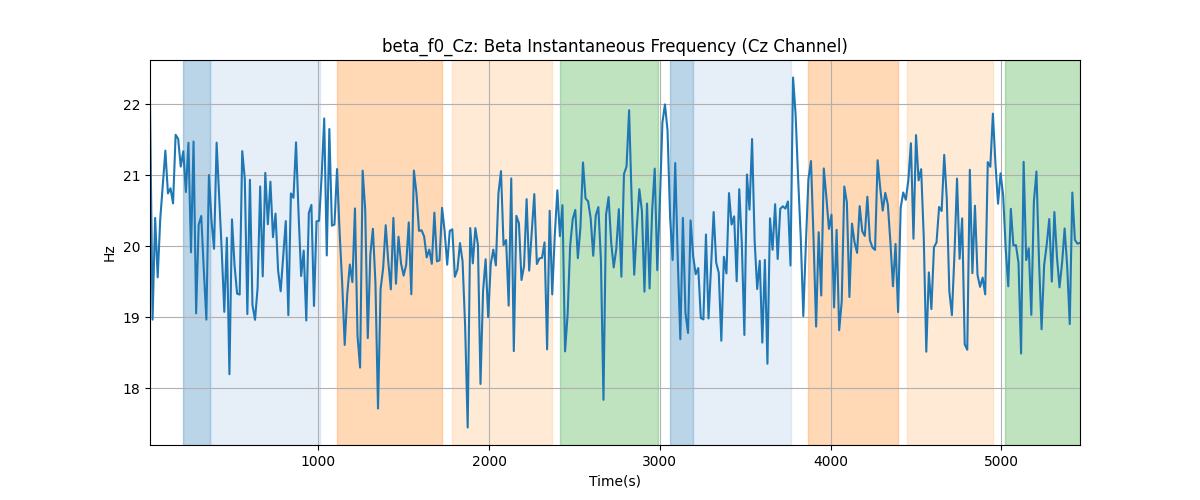 beta_f0_Cz: Beta Instantaneous Frequency (Cz Channel)
22
21
20
19
18
Hz
1000 2000 3000 4000 5000
Time(s)